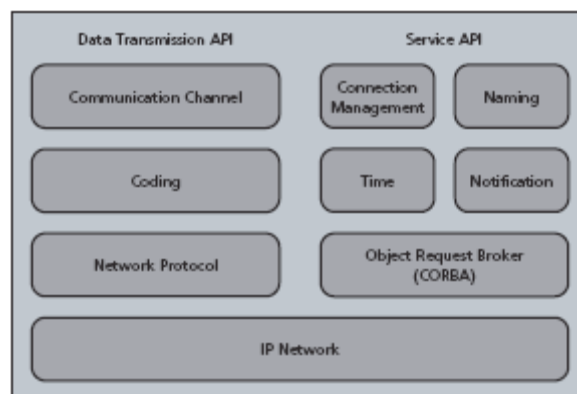 Data Transmission API
Service API
Communication Channel
Connection
Management
Naming
Coding
Time
Notification
Network Protocol
Object Request Broker
(CORBA)
IP Network